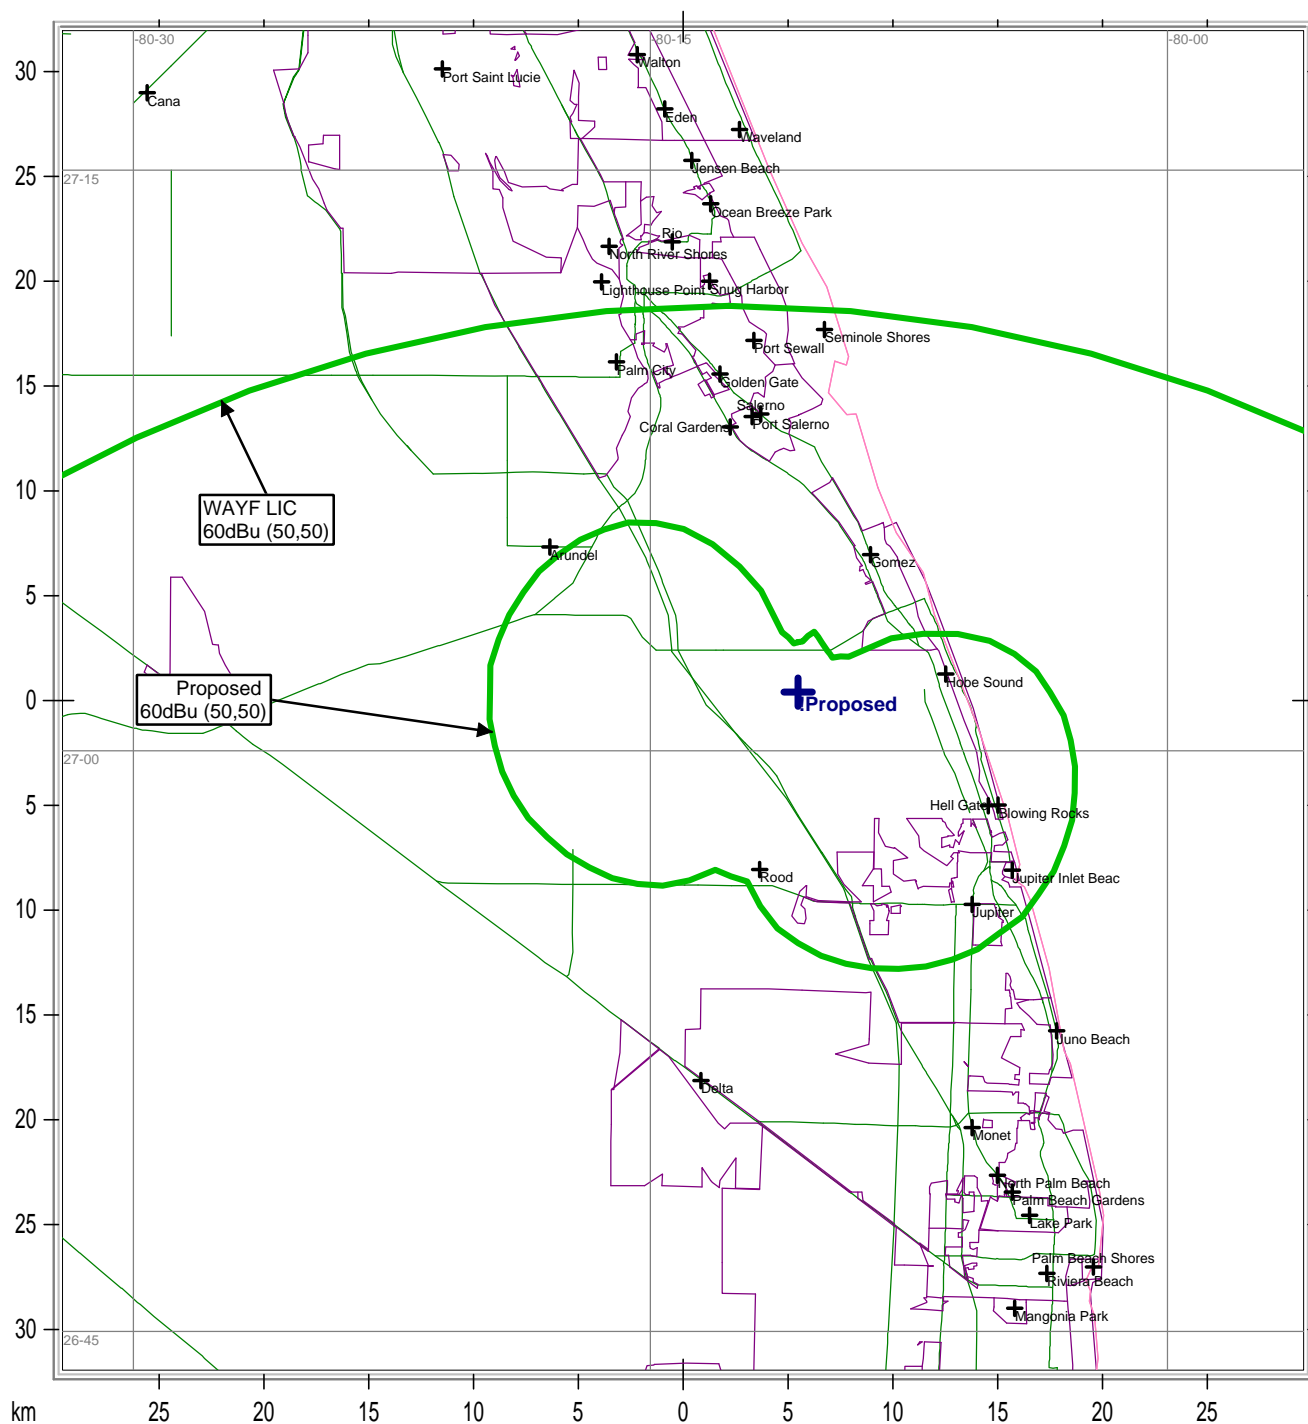 -80-30
-80-15
-80-00
Walton
30
Port Saint Lucie
Cana
Eden
Waveland
25
Jensen Beach
27-15
Ocean Breeze Park
Rio
North River Shores
20
Lighthouse Point
Snug Harbor
Seminole Shores
Port Sewall
Palm City
15
Golden Gate
Salerno
Port Salerno
Coral Gardens
10
WAYF LIC
60dBu (50,50)
Arundel
Gomez
5
Hobe Sound
Proposed
60dBu (50,50)
0
Proposed
27-00
5
Hell Gate
Blowing Rocks
Rood
Jupiter Inlet Beac
10
Jupiter
15
Juno Beach
Delta
20
Monet
North Palm Beach
Palm Beach Gardens
25
Lake Park
Palm Beach Shores
Riviera Beach
Mangonia Park
30
26-45
km
25
20
15
10
5
0
5
10
15
20
25